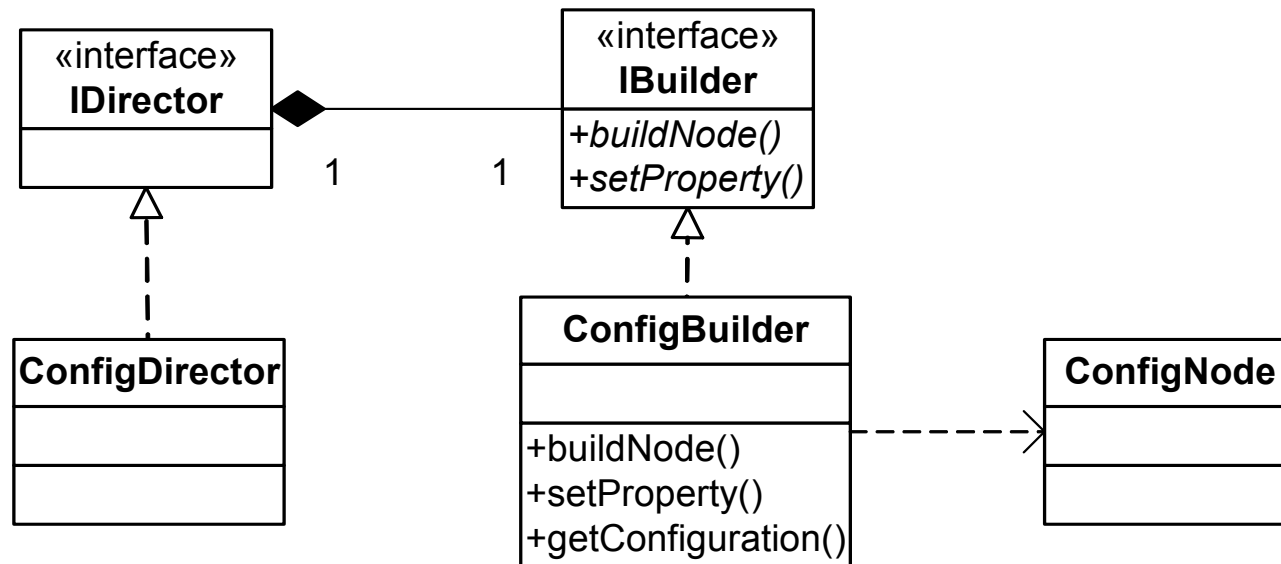 «interface»
IDirector
1
1
«interface»
IBuilder
+buildNode()
+setProperty()
ConfigDirector
ConfigBuilder
+buildNode()
+setProperty()
+getConfiguration()
ConfigNode